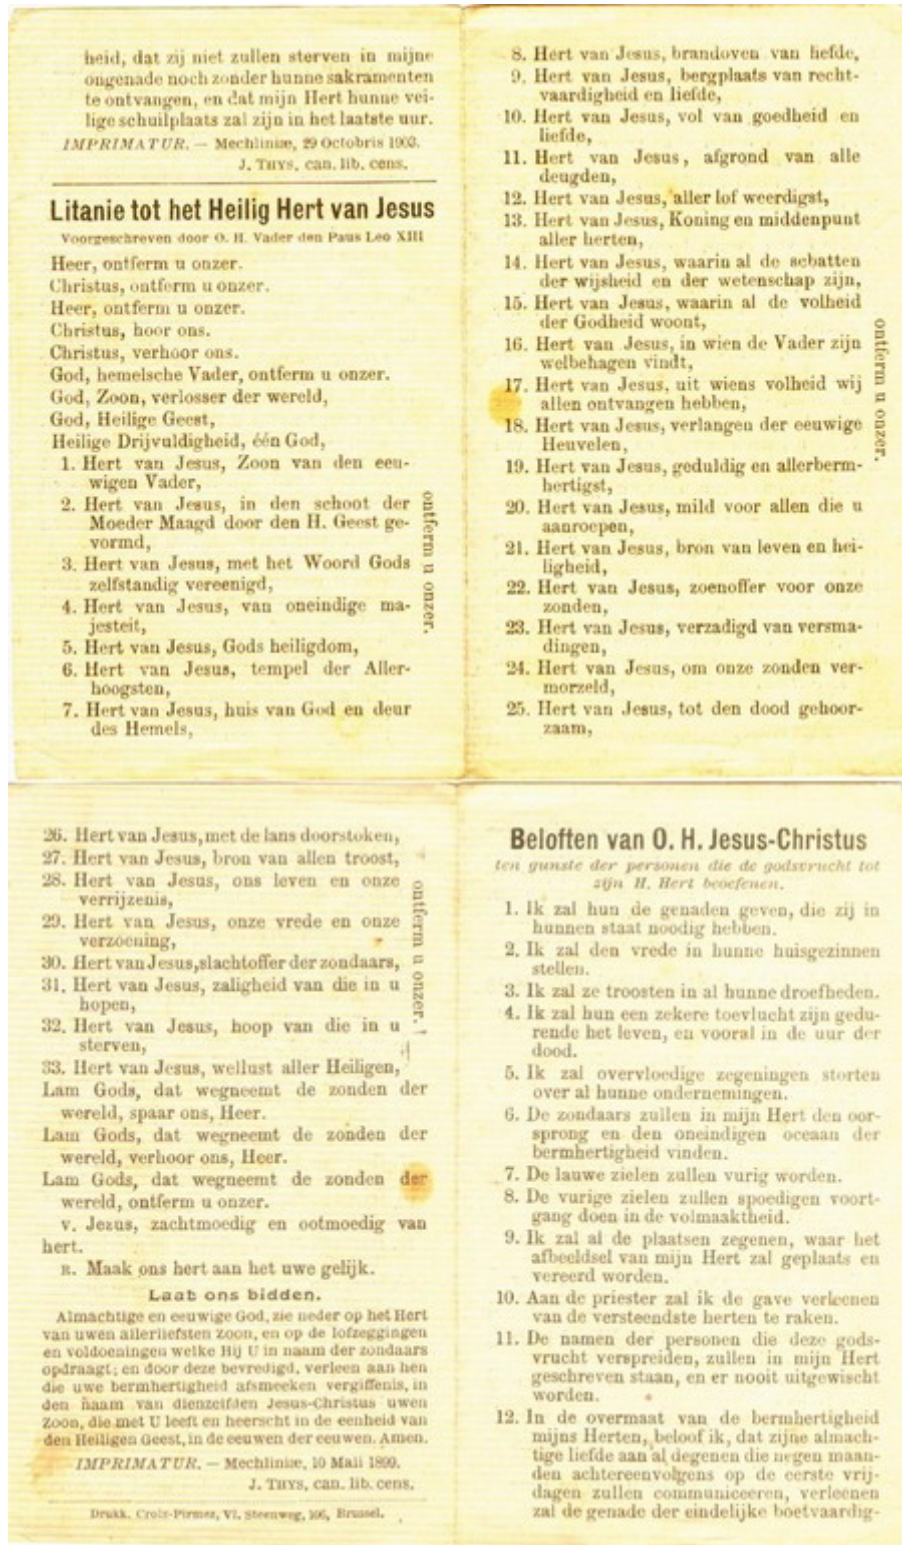 heid, dat zij niet zullen sterven in mijne
ongenade noch zonder hunne sakramenten
te ontvangen, en dat mijn Hert hunne vei-
lige schuilplaats zal zijn in het laatste uur.
IMPRIMATUR. — Mechliniæ, 29 Octobris 1903.
J. THYS, can. lib. cens.
Litanie tot het Heilig Hert van Jesus
Voorgeschreven door O. H. Vader den Paus Leo XIII
Heer, ontferm u onzer.
Christus, ontferm u onzer.
Heer, ontferm u onzer.
Christus, hoor ons.
Christus, verhoor ons.
God, hemelsche Vader, ontferm u onzer.
God, Zoon, verlosser der wereld,
God, Heilige Geest,
Heilige Drijvuldigheid, één God,
1. Hert van Jesus, Zoon van den eeu-
wigen Vader,
2. Hert van Jesus, in den schoot der
Moeder Maagd door den H. Geest ge-
vormd,
3. Hert van Jesus, met het Woord Gods
zelfstandig vereenigd,
4. Hert van Jesus, van oneindige ma-
jesteit,
5. Hert van Jesus, Gods heiligdom,
6. Hert van Jesus, tempel der Aller-
hoogsten,
7. Hert van Jesus, huis van God en deur
des Hemels,
ontferm u onzer.
8. Hert van Jesus, brandoven van liefde,
9. Hert van Jesus, bergplaats van recht-
vaardigheid en liefde,
10. Hert van Jesus, vol van goedheid en
liefde,
11. Hert van Jesus, afgrond van alle
deugden,
12. Hert van Jesus, aller lof weerdigst,
13. Hert van Jesus, Koning en middenpunt
aller herten,
14. Hert van Jesus, waarin al de schatten
der wijsheid en der wetenschap zijn,
15. Hert van Jesus, waarin al de volheid
der Godheid woont,
16. Hert van Jesus, in wien de Vader zijn
welbehagen vindt,
17. Hert van Jesus, uit wiens volheid wij
allen ontvangen hebben,
18. Hert van Jesus, verlangen der eeuwige
Heuvelen,
19. Hert van Jesus, geduldig en allerberm-
hertigst,
20. Hert van Jesus, mild voor allen die u
aanroepen,
21. Hert van Jesus, bron van leven en hei-
ligheid,
22. Hert van Jesus, zoenoffer voor onze
zonden,
23. Hert van Jesus, verzadigd van versma-
dingen,
24. Hert van Jesus, om onze zonden ver-
morzeld,
25. Hert van Jesus, tot den dood gehoor-
zaam,
ontferm u onzer.
26. Hert van Jesus, met de lans doorstoken,
27. Hert van Jesus, bron van allen troost,
28. Hert van Jesus, ons leven en onze
verrijzenis,
29. Hert van Jesus, onze vrede en onze
verzoening,
30. Hert van Jesus, slachtoffer der zondaars,
31. Hert van Jesus, zaligheid van die in u
hopen,
32. Hert van Jesus, hoop van die in u
sterven,
33. Hert van Jesus, wellust aller Heiligen,
ontferm u onzer.
Lam Gods, dat wegneemt de zonden der
wereld, spaar ons, Heer.
Lam Gods, dat wegneemt de zonden der
wereld, verhoor ons, Heer.
Lam Gods, dat wegneemt de zonden der
wereld, ontferm u onzer.
V. Jezus, zachtmoedig en ootmoedig van
hert.
R. Maak ons hert aan het uwe gelijk.
Laat ons bidden.
Almachtige en eeuwige God, zie neder op het Hert
van uwen allerliefsten zoon, en op de lofzeggingen
en voldoeningen welke Hij U in naam der zondaars
opdraagt; en door deze bevredigd, verleen aan hen
die uwe bermhertigheid afsmeeken vergiffenis, in
den naam van dienzelfden Jesus-Christus uwen
Zoon, die met U leeft en heerscht in de eenheid van
den Heiligen Geest, in de eeuwen der eeuwen. Amen.
IMPRIMATUR. — Mechliniæ, 10 Maii 1899.
J. THYS, can. lib. cens.
Drukk. Croix-Pirmez, Vl. Steenweg, 106, Brussel.
Beloften van O. H. Jesus-Christus
ten gunste der personen die de godsvrucht tot
zijn H. Hert beoefenen.
1. Ik zal hun de genaden geven, die zij in
hunnen staat noodig hebben.
2. Ik zal den vrede in hunne huisgezinnen
stellen.
3. Ik zal ze troosten in al hunne droefheden.
4. Ik zal hun een zekere toevlucht zijn gedu-
rende het leven, en vooral in de uur der
dood.
5. Ik zal overvloedige zegeningen storten
over al hunne ondernemingen.
6. De zondaars zullen in mijn Hert den oor-
sprong en den oneindigen oceaan der
bermhertigheid vinden.
7. De lauwe zielen zullen vurig worden.
8. De vurige zielen zullen spoedigen voort-
gang doen in de volmaaktheid.
9. Ik zal al de plaatsen zegenen, waar het
afbeeldsel van mijn Hert zal geplaats en
vereerd worden.
10. Aan de priester zal ik de gave verleenen
van de versteendste herten te raken.
11. De namen der personen die deze gods-
vrucht verspreiden, zullen in mijn Hert
geschreven staan, en er nooit uitgewischt
worden.
12. In de overmaat van de bermhertigheid
mijns Herten, beloof ik, dat zijne almach-
tige liefde aan al degenen die negen maan-
den achtereenvolgens op de eerste vrij-
dagen zullen communiceeren, verleenen
zal de genade der eindelijke boetvaardig-